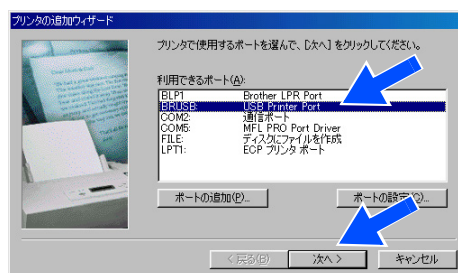 プリンタの追加ウィザード
プリンタで使用するポートを選んで、[次へ] をクリックしてください。
利用できるポート(A):
BLP1 Brother LPR Port
BRUSB: USB Printer Port
COM2: 通信ポート
COM5: MFL PRO Port Driver
FILE: ディスクにファイルを作成
LPT1: ECP プリンタ ポート
ポートの追加(P)... ポートの設定(C)...
< 戻る(B) 次へ > キャンセル